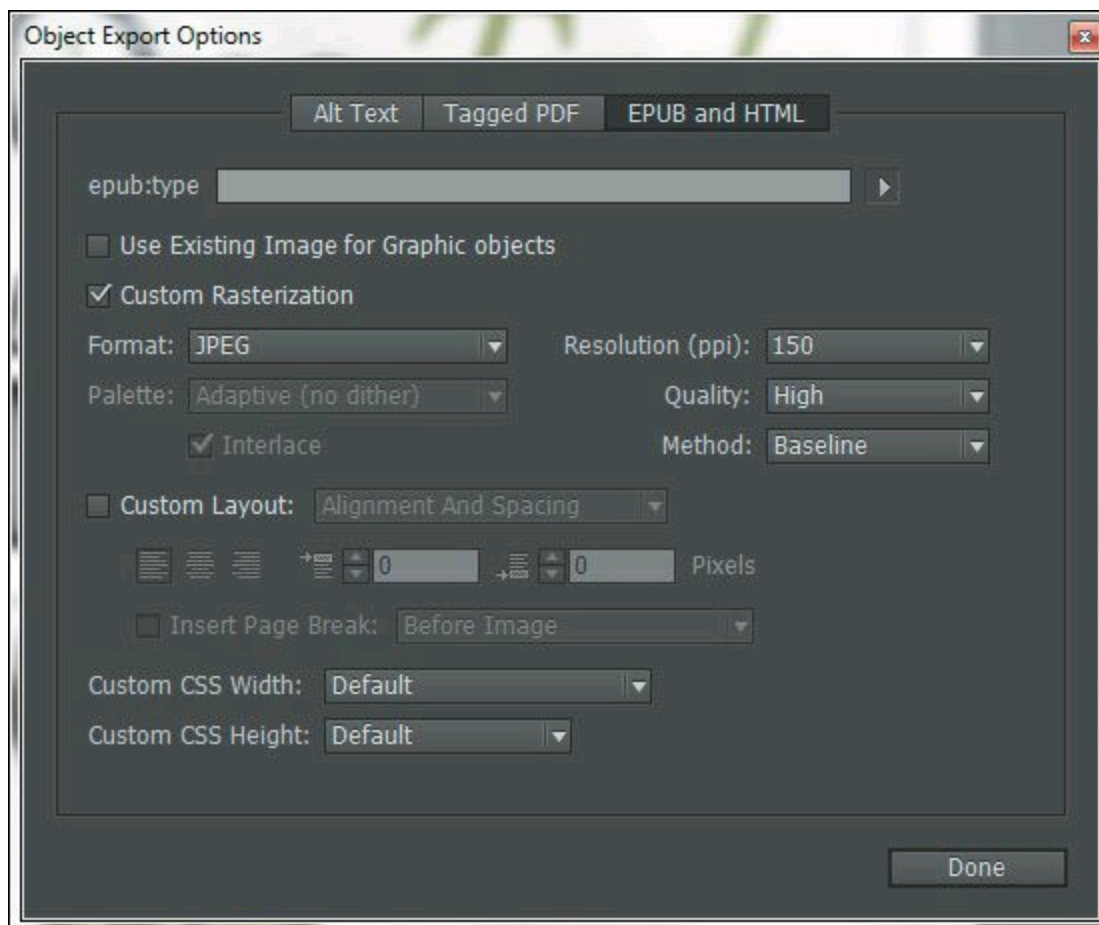 Object Export Options
Alt Text Tagged PDF EPUB and HTML
epub:type
Use Existing Image for Graphic objects
Custom Rasterization
Format: JPEG Resolution (ppi): 150
Palette: Adaptive (no dither) Quality: High
Interlace Method: Baseline
Custom Layout: Alignment And Spacing
0 0 Pixels
Insert Page Break: Before Image
Custom CSS Width: Default
Custom CSS Height: Default
Done